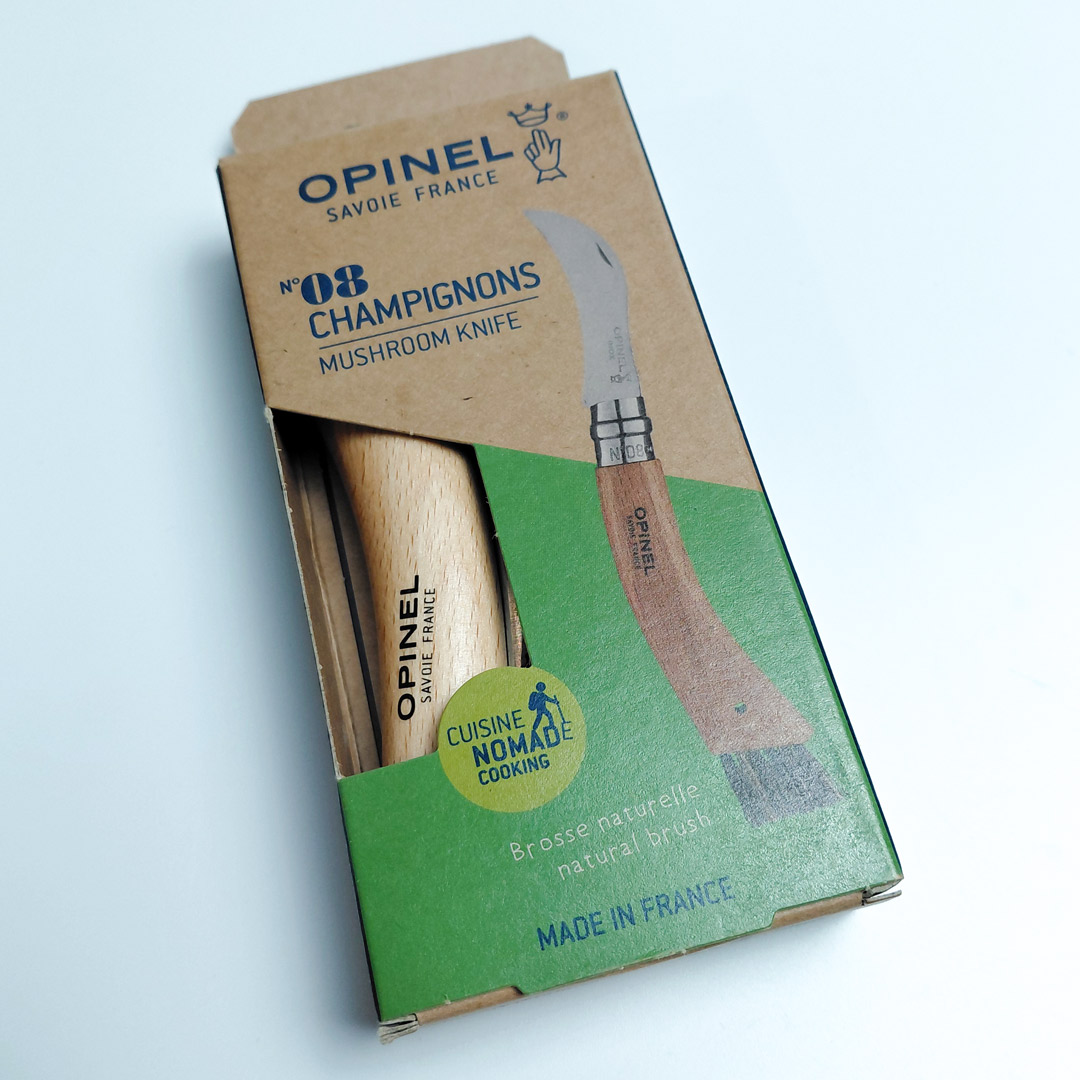 OPINEL ®
SAVOIE FRANCE
N°08
CHAMPIGNONS
MUSHROOM KNIFE
OPINEL
N°08
OPINEL
SAVOIE FRANCE
OPINEL
SAVOIE FRANCE
CUISINE
NOMADE
COOKING
Brosse naturelle
natural brush
MADE IN FRANCE